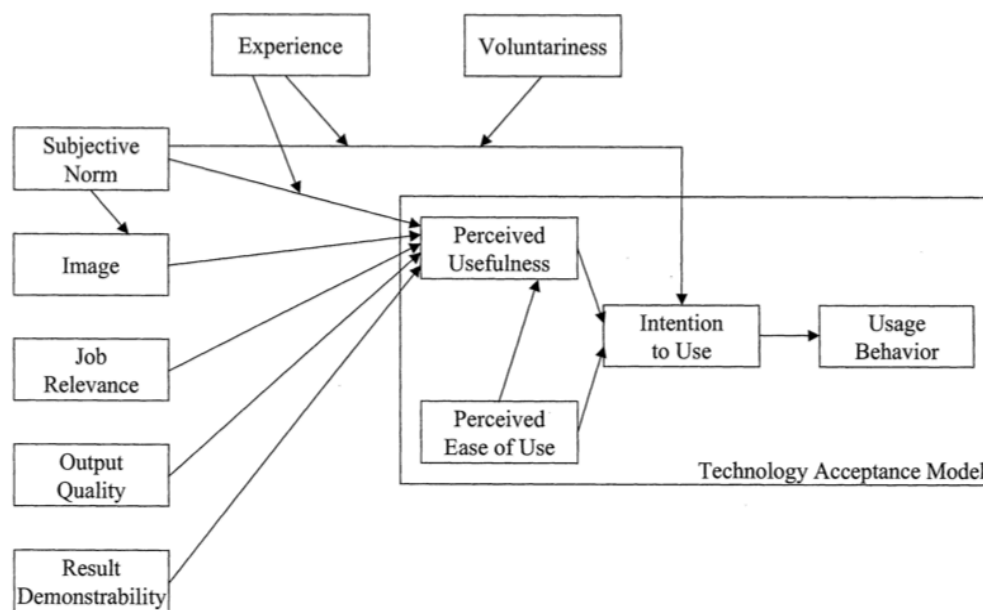 Experience
Voluntariness
Subjective
Norm
Image
Job
Relevance
Output
Quality
Result
Demonstrability
Perceived
Usefulness
Perceived
Ease of Use
Intention
to Use
Usage
Behavior
Technology Acceptance Model